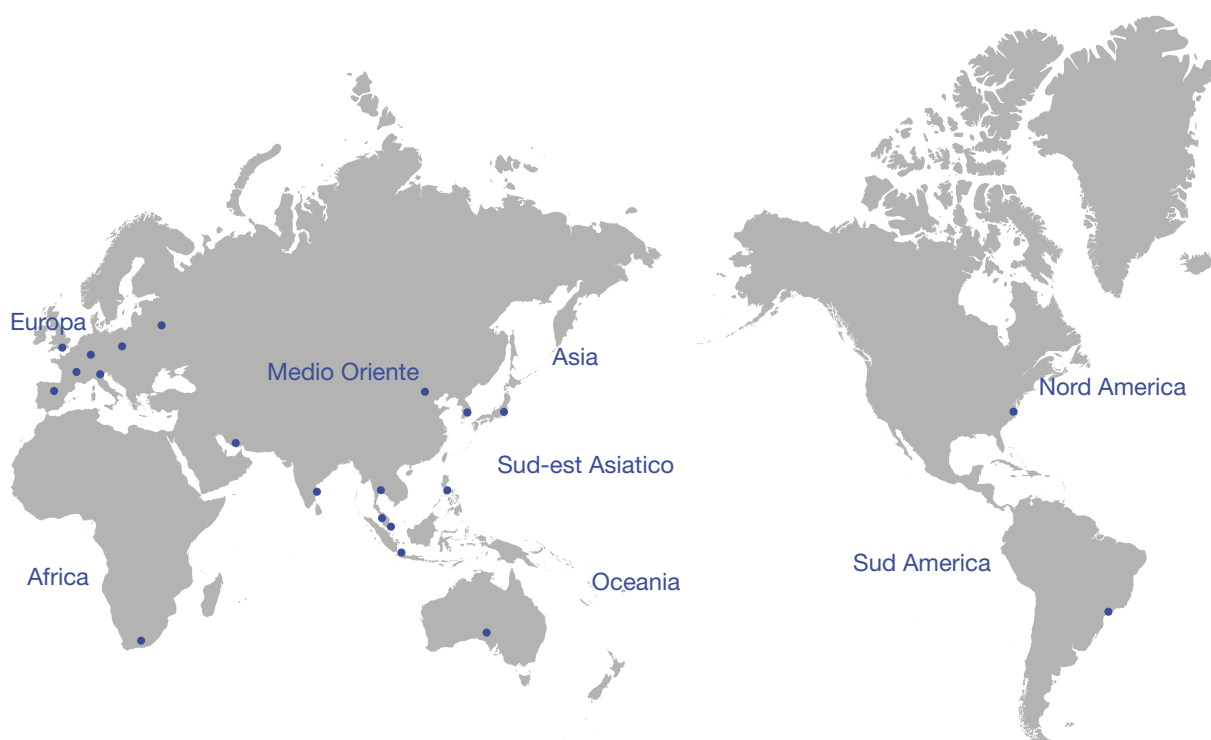 Europa
Asia
Medio Oriente
Nord America
Sud-est Asiatico
Sud America
Africa
Oceania